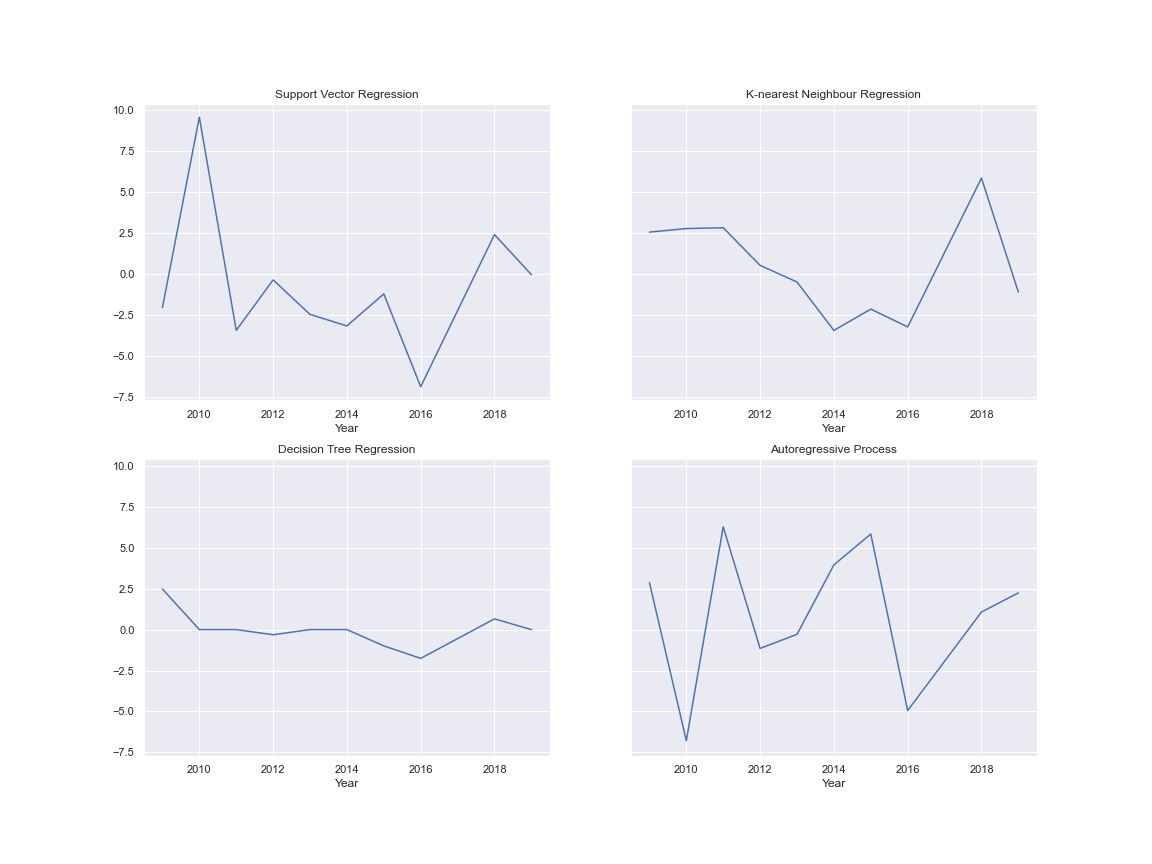 Support Vector Regression
K-nearest Neighbour Regression
10.0
7.5
5.0
2.5
0.0
−2.5
−5.0
−7.5
2010 2012 2014 2016 2018
Year
2010 2012 2014 2016 2018
Year
Decision Tree Regression
Autoregressive Process
10.0
7.5
5.0
2.5
0.0
−2.5
−5.0
−7.5
2010 2012 2014 2016 2018
Year
2010 2012 2014 2016 2018
Year